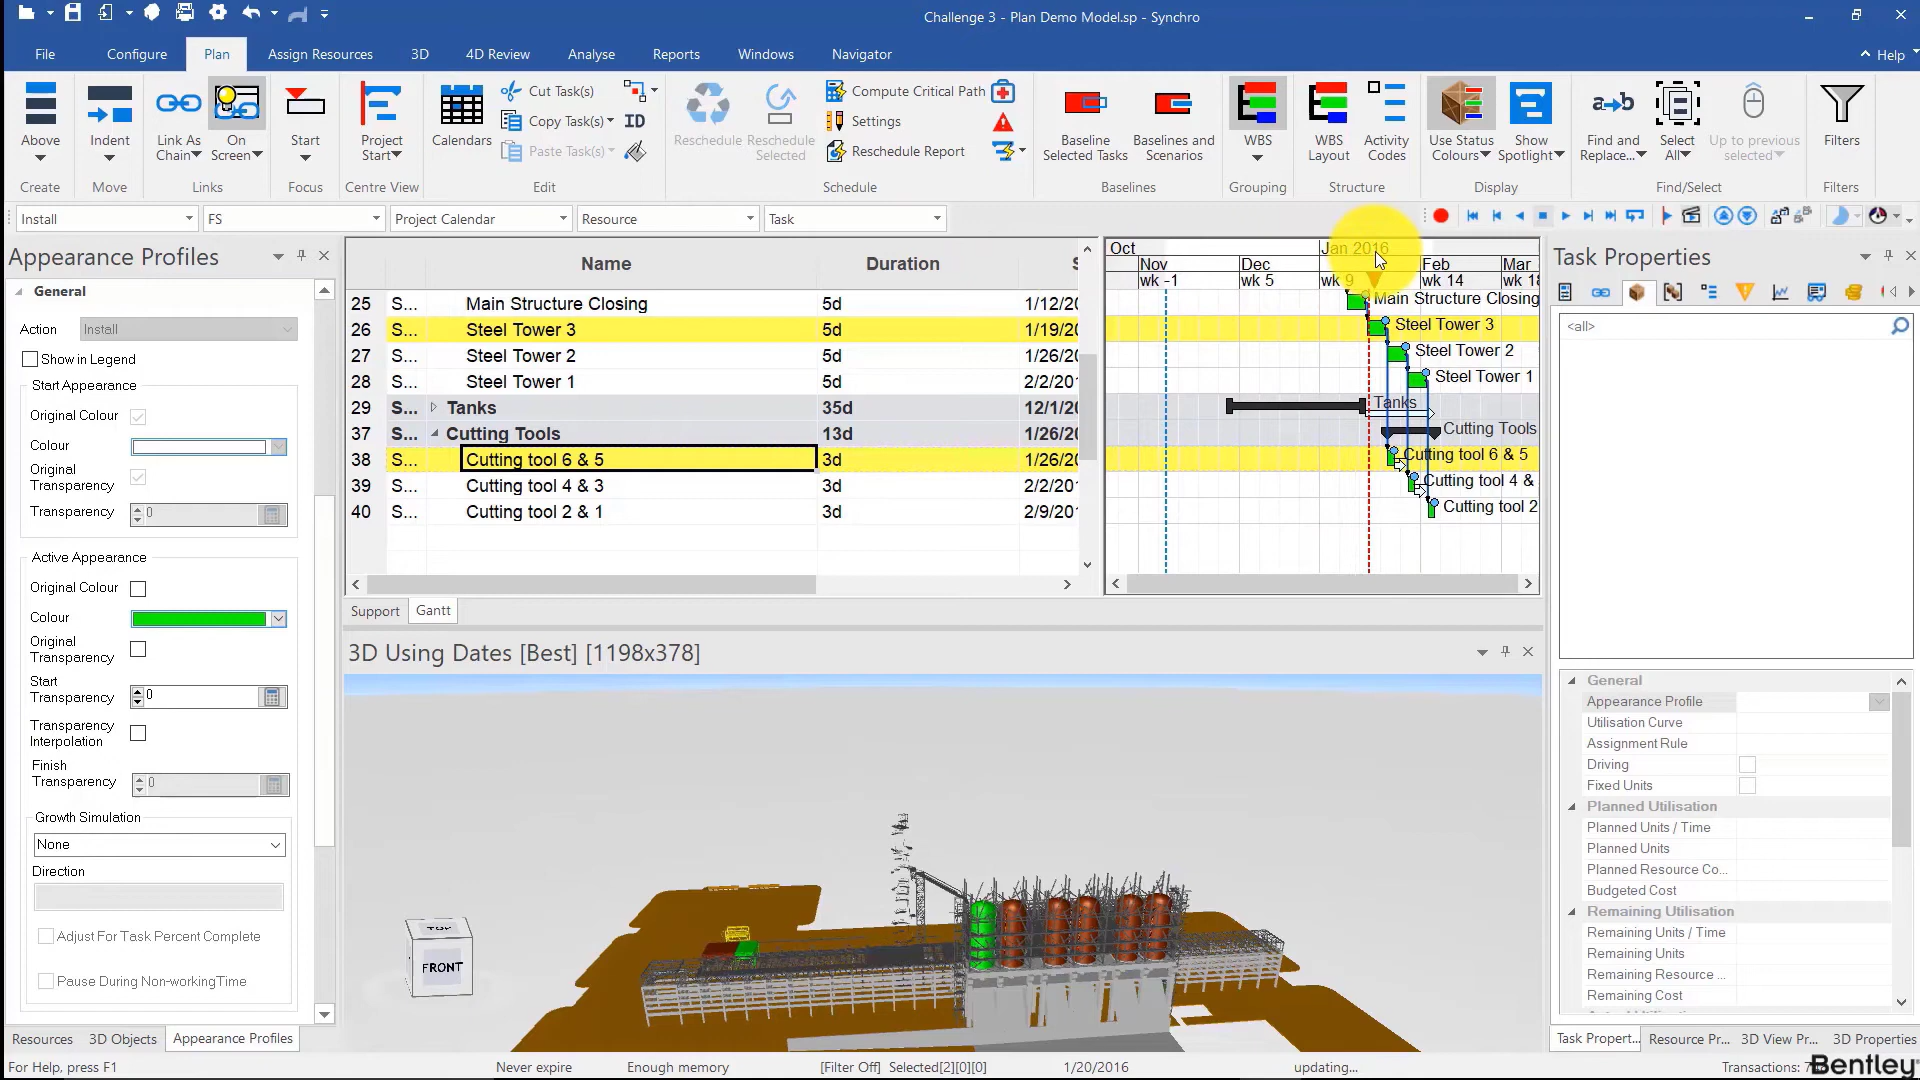 Challenge 3 - Plan Demo Model.sp - Synchro
File Configure Plan Assign Resources 3D 4D Review Analyse Reports Windows Navigator Help
Above Indent Link As Chain On Screen Start Project Start Calendars Cut Task(s) Copy Task(s) Paste Task(s) ID Reschedule Reschedule Selected Compute Critical Path Settings Reschedule Report Baseline Selected Tasks Baselines and Scenarios WBS WBS Layout Activity Codes Use Status Colours Show Spotlight Find and Replace... Select All Up to previous selected Filters
Create Move Links Focus Centre View Edit Schedule Baselines Grouping Structure Display Find/Select Filters
Install FS Project Calendar Resource Task
Appearance Profiles
General
Action Install
Show in Legend
Start Appearance
Original Colour
Colour
Original Transparency
Transparency 0
Active Appearance
Original Colour
Colour
Original Transparency
Start Transparency 0
Transparency Interpolation
Finish Transparency 0
Growth Simulation
None
Direction
Adjust For Task Percent Complete
Pause During Non-workingTime
Resources 3D Objects Appearance Profiles
Name Duration S
25 S... Main Structure Closing 5d 1/12/20
26 S... Steel Tower 3 5d 1/19/20
27 S... Steel Tower 2 5d 1/26/20
28 S... Steel Tower 1 5d 2/2/201
29 S... Tanks 35d 12/1/20
37 S... Cutting Tools 13d 1/26/20
38 S... Cutting tool 6 & 5 3d 1/26/20
39 S... Cutting tool 4 & 3 3d 2/2/201
40 S... Cutting tool 2 & 1 3d 2/9/201
Support Gantt
Oct Jan 2016
Nov Dec Feb Mar
wk -1 wk 5 wk 9 wk 14 wk 18
Main Structure Closing
Steel Tower 3
Steel Tower 2
Steel Tower 1
Tanks
Cutting Tools
Cutting tool 6 & 5
Cutting tool 4 &
Cutting tool 2
3D Using Dates [Best] [1198x378]
TOP
FRONT
Task Properties
<all>
General
Appearance Profile
Utilisation Curve
Assignment Rule
Driving
Fixed Units
Planned Utilisation
Planned Units / Time
Planned Units
Planned Resource Co...
Budgeted Cost
Remaining Utilisation
Remaining Units / Time
Remaining Units
Remaining Resource ...
Remaining Cost
Task Propert... Resource Pr... 3D View Pr... 3D Properties
For Help, press F1 Never expire Enough memory [Filter Off] Selected[2][0][0] 1/20/2016 updating... Transactions:
Bentley